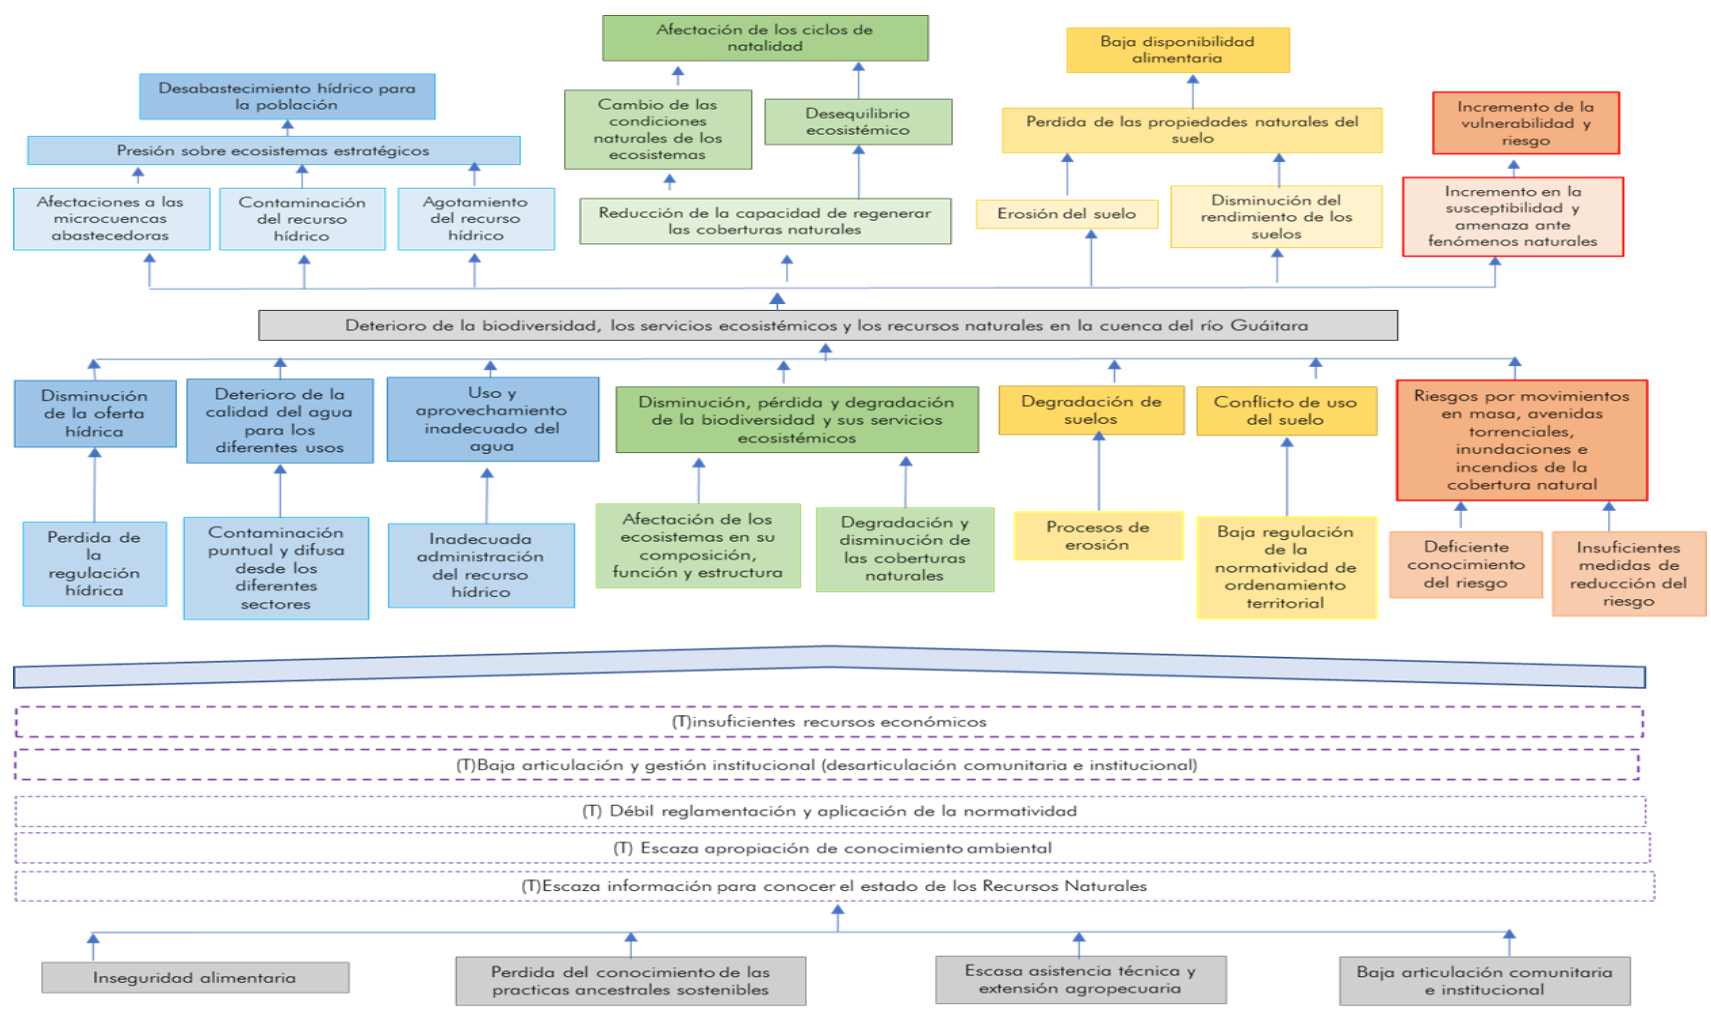 Afectación de los ciclos de
natalidad
Baja disponibilidad
alimentaria
Desabastecimiento hídrico para
la población
Cambio de las
condiciones
naturales de los
ecosistemas
Desequilibrio
ecosistémico
Perdida de las propiedades naturales del
suelo
Incremento de la
vulnerabilidad y
riesgo
Presión sobre ecosistemas estratégicos
Afectaciones a las
microcuencas
abastecedoras
Contaminación
del recurso
hídrico
Agotamiento
del recurso
hídrico
Reducción de la capacidad de regenerar
las coberturas naturales
Erosión del suelo
Disminución del
rendimiento de los
suelos
Incremento en la
susceptibilidad y
amenaza ante
fenómenos naturales
Deterioro de la biodiversidad, los servicios ecosistémicos y los recursos naturales en la cuenca del río Guáitara
Disminución
de la oferta
hídrica
Deterioro de la
calidad del agua
para los
diferentes usos
Uso y
aprovechamiento
inadecuado del
agua
Disminución, pérdida y degradación
de la biodiversidad y sus servicios
ecosistémicos
Degradación de
suelos
Conflicto de uso
del suelo
Riesgos por movimientos
en masa, avenidas
torrenciales,
inundaciones e
incendios de la
cobertura natural
Perdida de
la
regulación
hídrica
Contaminación
puntual y difusa
desde los
diferentes
sectores
Inadecuada
administración
del recurso
hídrico
Afectación de los
ecosistemas en su
composición,
función y estructura
Degradación y
disminución de
las coberturas
naturales
Procesos de
erosión
Baja regulación
de la
normatividad de
ordenamiento
territorial
Deficiente
conocimiento
del riesgo
Insuficientes
medidas de
reducción del
riesgo
(T)insuficientes recursos económicos
(T)Baja articulación y gestión institucional (desarticulación comunitaria e institucional)
(T) Débil reglamentación y aplicación de la normatividad
(T) Escaza apropiación de conocimiento ambiental
(T)Escaza información para conocer el estado de los Recursos Naturales
Inseguridad alimentaria
Perdida del conocimiento de las
practicas ancestrales sostenibles
Escasa asistencia técnica y
extensión agropecuaria
Baja articulación comunitaria
e institucional